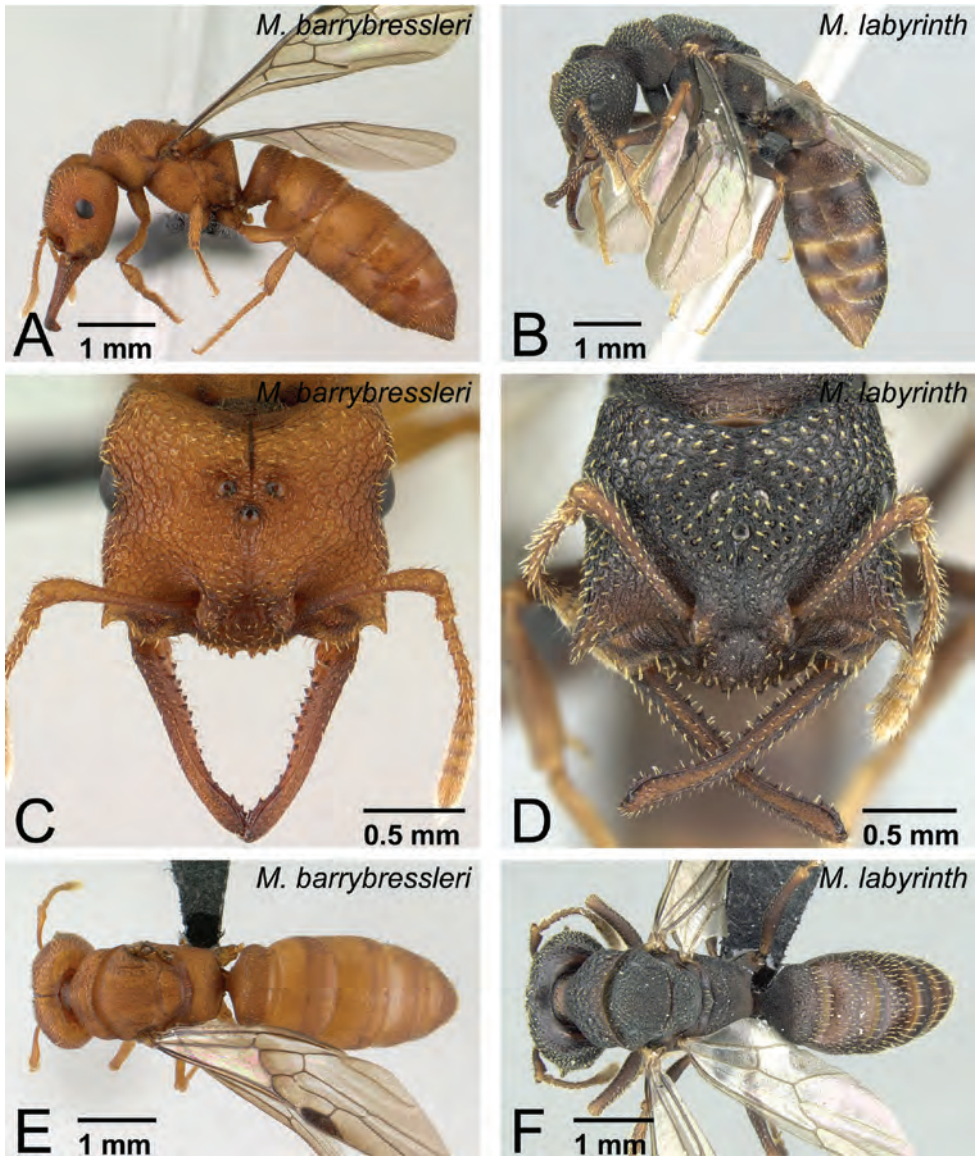 M. barrybressleri
A
1 mm
M. labyrinth
B
1 mm
M. barrybressleri
C
0.5 mm
M. labyrinth
D
0.5 mm
M. barrybressleri
E
1 mm
M. labyrinth
F
1 mm